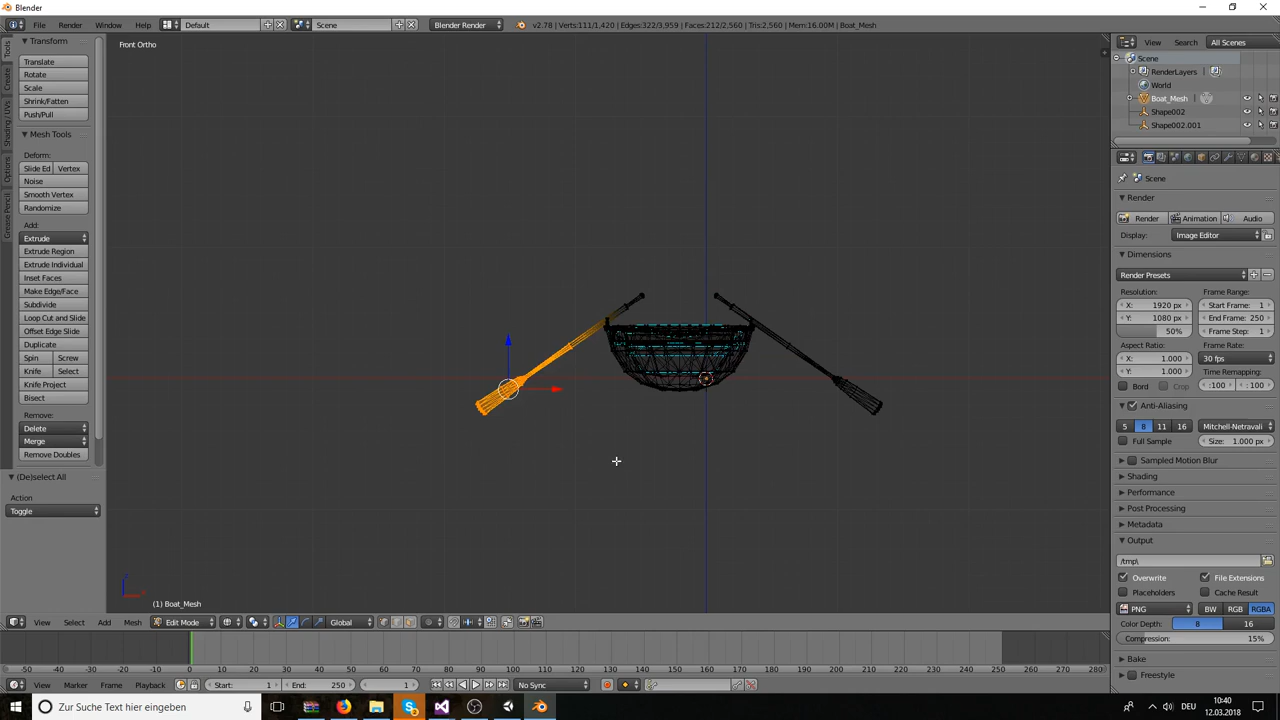 Blender
File Render Window Help Default Scene Blender Render v2.78 | Verts:111/1,420 | Edges:322/3,959 | Faces:212/2,560 | Tris:2,560 | Mem:16.00M | Boat_Mesh
Tools
Create
Shading / UVs
Options
Grease Pencil
Transform
Translate
Rotate
Scale
Shrink/Fatten
Push/Pull
Mesh Tools
Deform:
Slide Ed Vertex
Noise
Smooth Vertex
Randomize
Add:
Extrude
Extrude Region
Extrude Individual
Inset Faces
Make Edge/Face
Subdivide
Loop Cut and Slide
Offset Edge Slide
Duplicate
Spin Screw
Knife Select
Knife Project
Bisect
Remove:
Delete
Merge
Remove Doubles
(De)select All
Action
Toggle
Front Ortho
(1) Boat_Mesh
View Select Add Mesh Edit Mode Global
View Search All Scenes
Scene
RenderLayers
World
Boat_Mesh
Shape002
Shape002.001
Scene
Render
Render Animation Audio
Display: Image Editor
Dimensions
Render Presets
Resolution: Frame Range:
X: 1920 px Start Frame: 1
Y: 1080 px End Frame: 250
50% Frame Step: 1
Aspect Ratio: Frame Rate:
X: 1.000 30 fps
Y: 1.000 Time Remapping:
Bord Crop :100 :100
Anti-Aliasing
5 8 11 16 Mitchell-Netravali
Full Sample Size: 1.000 px
Sampled Motion Blur
Shading
Performance
Post Processing
Metadata
Output
/tmp\
Overwrite File Extensions
Placeholders Cache Result
PNG BW RGB RGBA
Color Depth: 8 16
Compression: 15%
Bake
Freestyle
-50 -40 -30 -20 -10 0 10 20 30 40 50 60 70 80 90 100 110 120 130 140 150 160 170 180 190 200 210 220 230 240 250 260 270 280
View Marker Frame Playback Start: 1 End: 250 1 No Sync
Zur Suche Text hier eingeben
DEU
10:40
12.03.2018